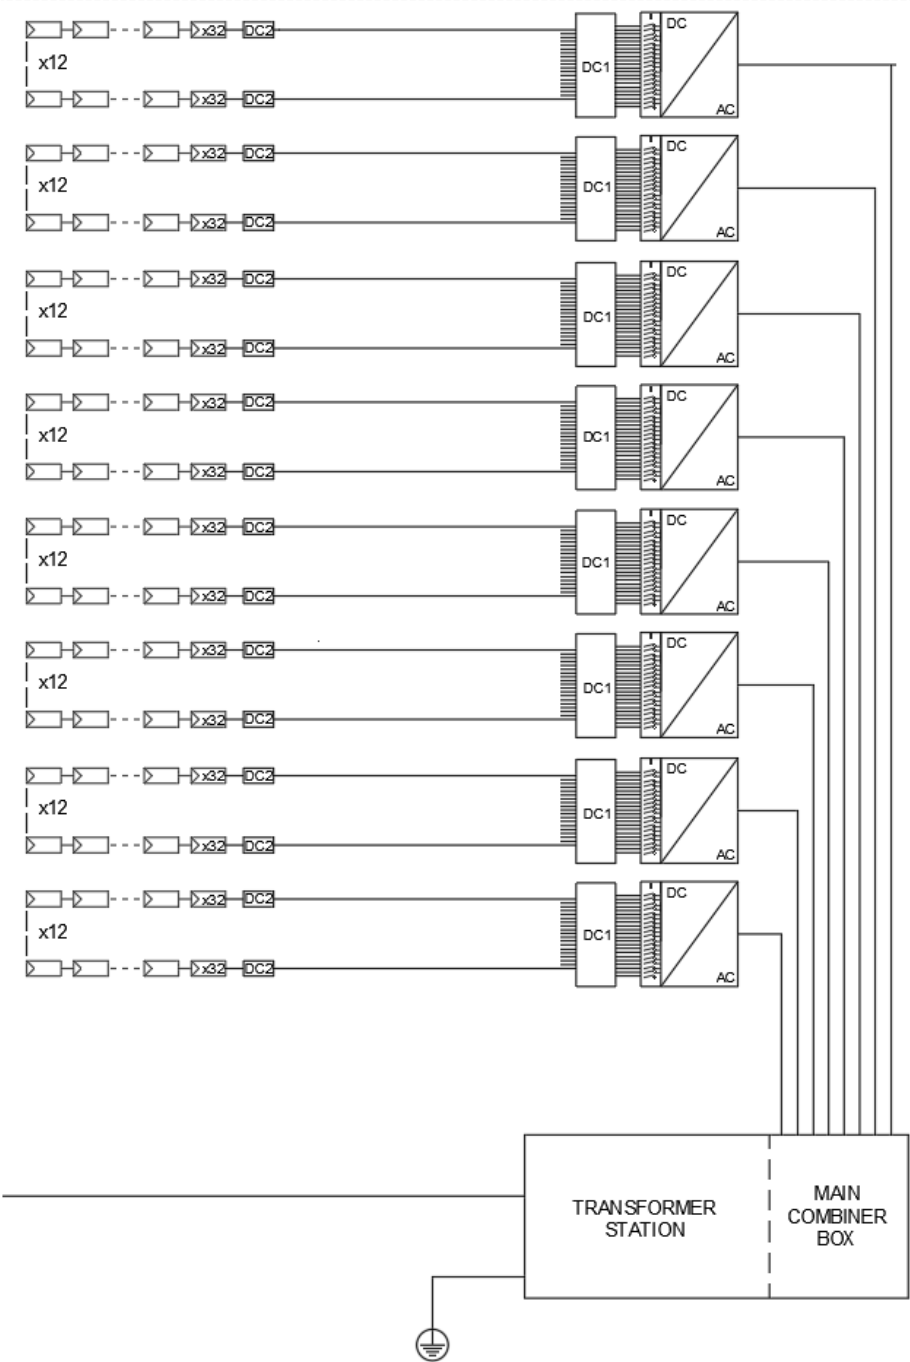 x32 DC2 DC
x12 DC1
x32 DC2 AC
x32 DC2 DC
x12 DC1
x32 DC2 AC
x32 DC2 DC
x12 DC1
x32 DC2 AC
x32 DC2 DC
x12 DC1
x32 DC2 AC
x32 DC2 DC
x12 DC1
x32 DC2 AC
x32 DC2 DC
x12 DC1
x32 DC2 AC
x32 DC2 DC
x12 DC1
x32 DC2 AC
x32 DC2 DC
x12 DC1
x32 DC2 AC
TRANSFORMER
STATION
MAIN
COMBINER
BOX